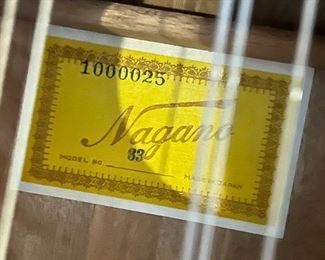 1000025
Nagano
MODEL NO 33 MADE IN JAPAN